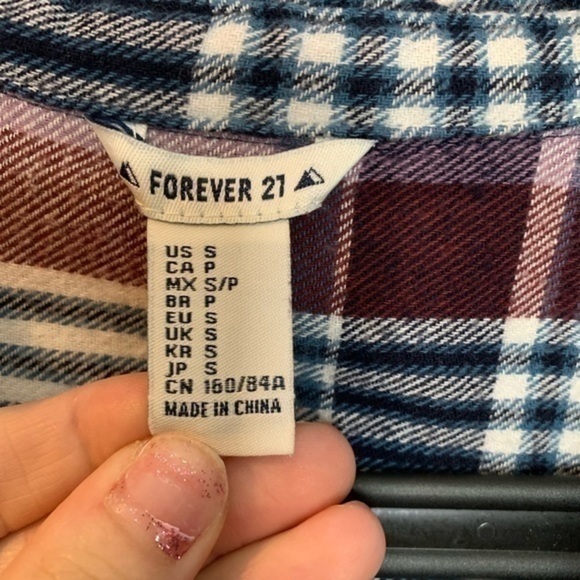 FOREVER 21
US S
CA P
MX S/P
BR P
EU S
UK S
KR S
JP S
CN 160/84A
MADE IN CHINA